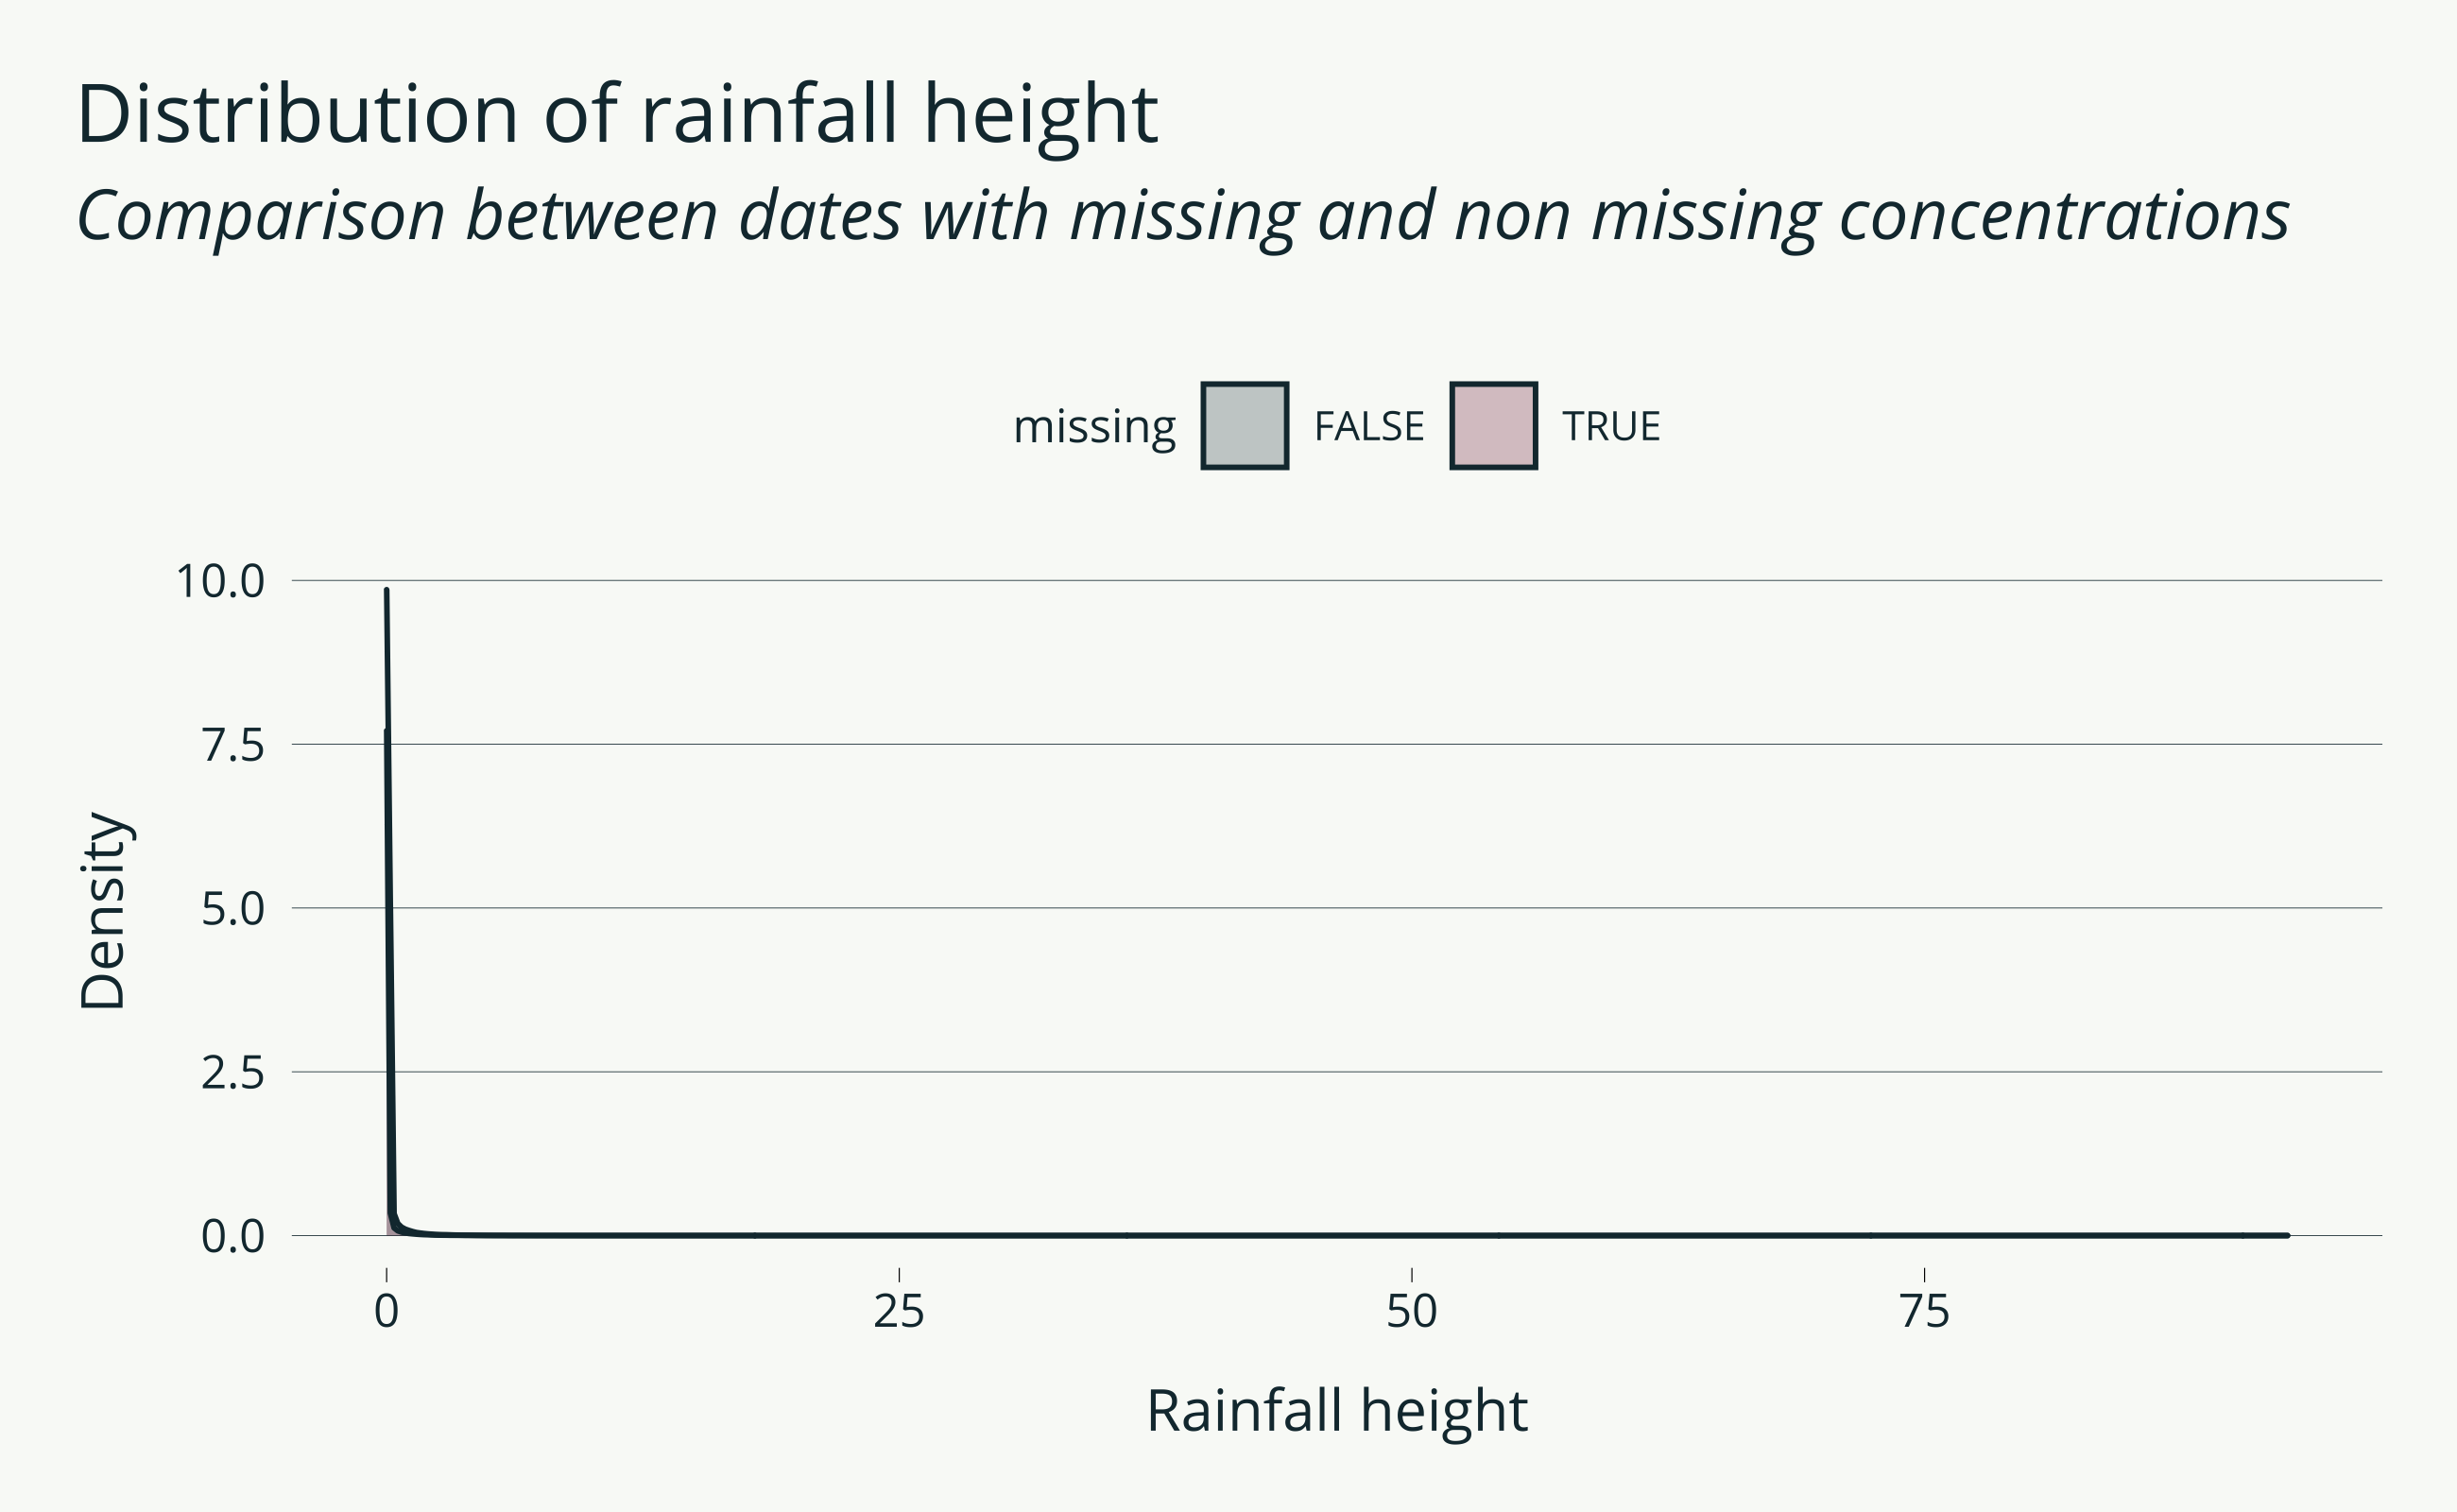 Distribution of rainfall height
Comparison between dates with missing and non missing concentrations
missing FALSE TRUE
10.0
7.5
5.0
2.5
0.0
Density
0 25 50 75
Rainfall height